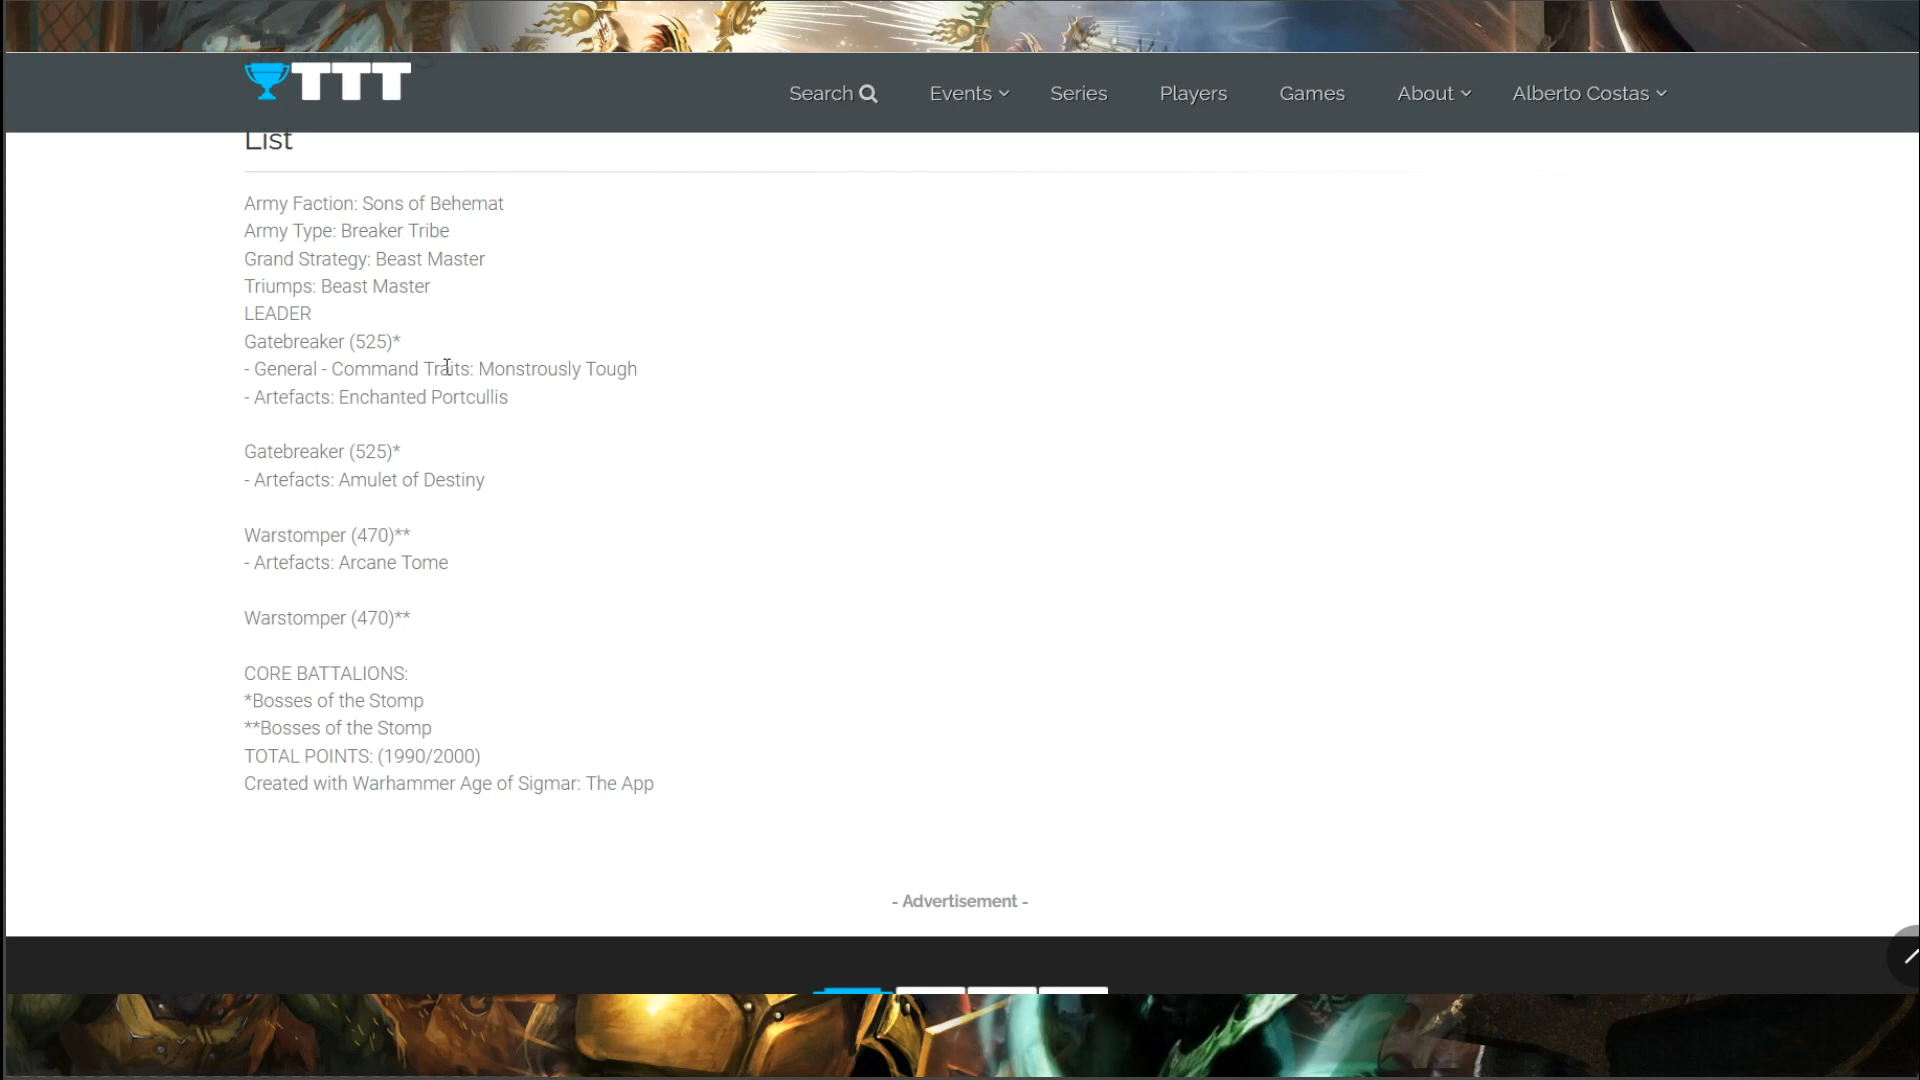 TTT
Search
Events
Series
Players
Games
About
Alberto Costas
List
Army Faction: Sons of Behemat
Army Type: Breaker Tribe
Grand Strategy: Beast Master
Triumps: Beast Master
LEADER
Gatebreaker (525)*
- General - Command Traits: Monstrously Tough
- Artefacts: Enchanted Portcullis
Gatebreaker (525)*
- Artefacts: Amulet of Destiny
Warstomper (470)**
- Artefacts: Arcane Tome
Warstomper (470)**
CORE BATTALIONS:
*Bosses of the Stomp
**Bosses of the Stomp
TOTAL POINTS: (1990/2000)
Created with Warhammer Age of Sigmar: The App
- Advertisement -